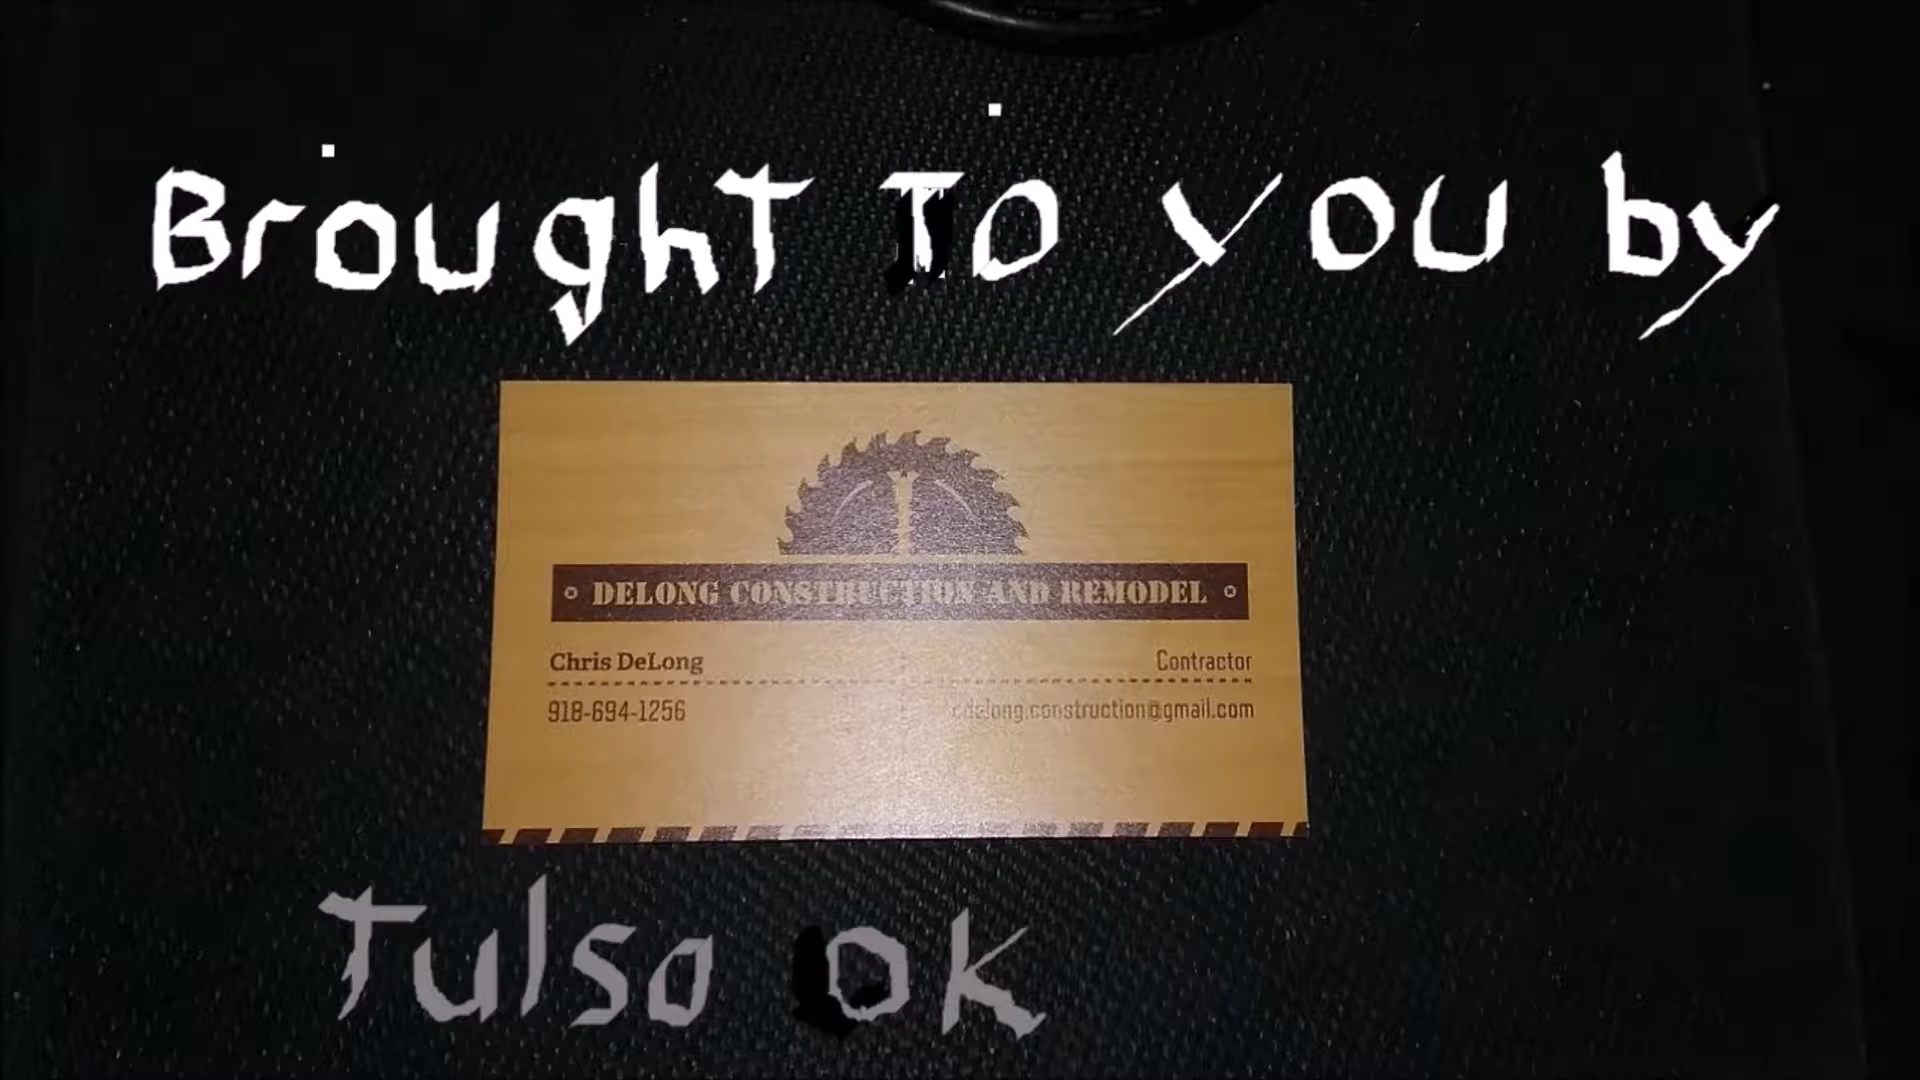 Brought To you by
DELONG CONSTRUCTION AND REMODEL
Chris DeLong
Contractor
918-694-1256
cdelong.construction@gmail.com
Tulsa OK